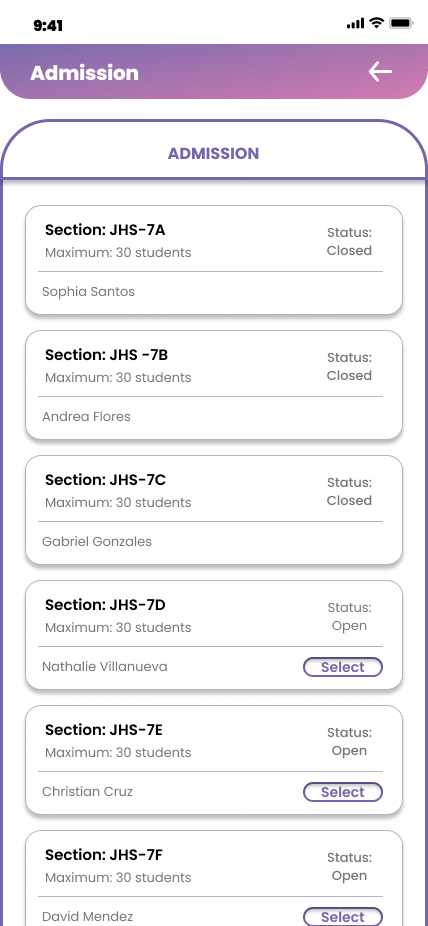 9:41
Admission
ADMISSION
Section: JHS-7A
Maximum: 30 students
Status:
Closed
Sophia Santos
Section: JHS -7B
Maximum: 30 students
Status:
Closed
Andrea Flores
Section: JHS-7C
Maximum: 30 students
Status:
Closed
Gabriel Gonzales
Section: JHS-7D
Maximum: 30 students
Status:
Open
Nathalie Villanueva
Select
Section: JHS-7E
Maximum: 30 students
Status:
Open
Christian Cruz
Select
Section: JHS-7F
Maximum: 30 students
Status:
Open
David Mendez
Select